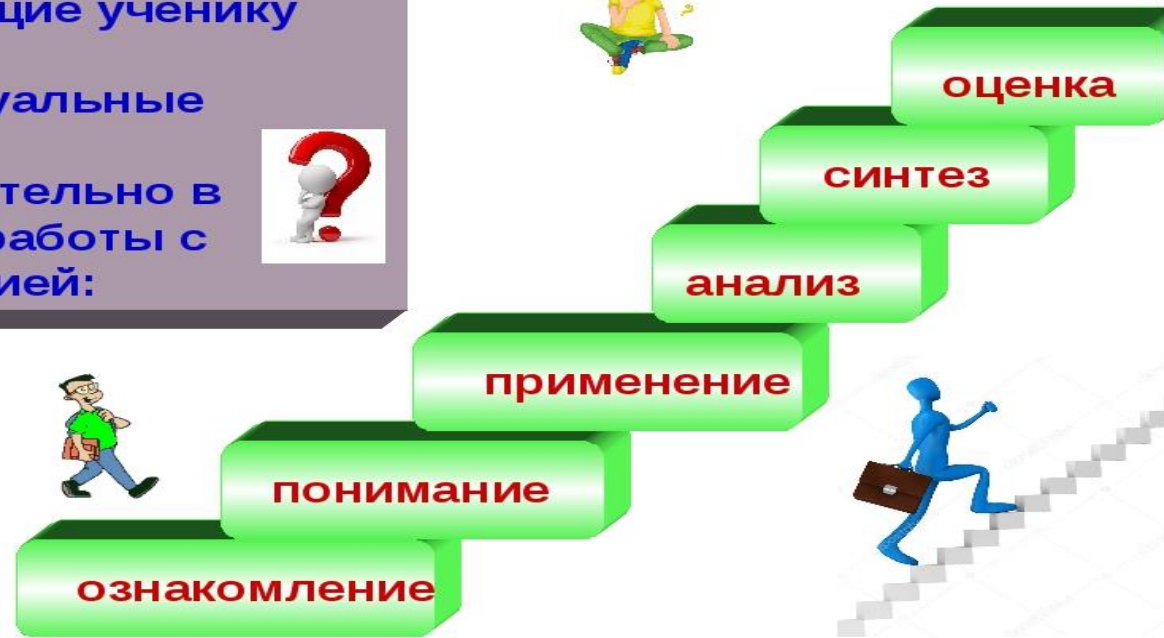 щие ученику
уальные
тельно в
работы с
ией:
оценка
синтез
анализ
применение
понимание
ознакомление